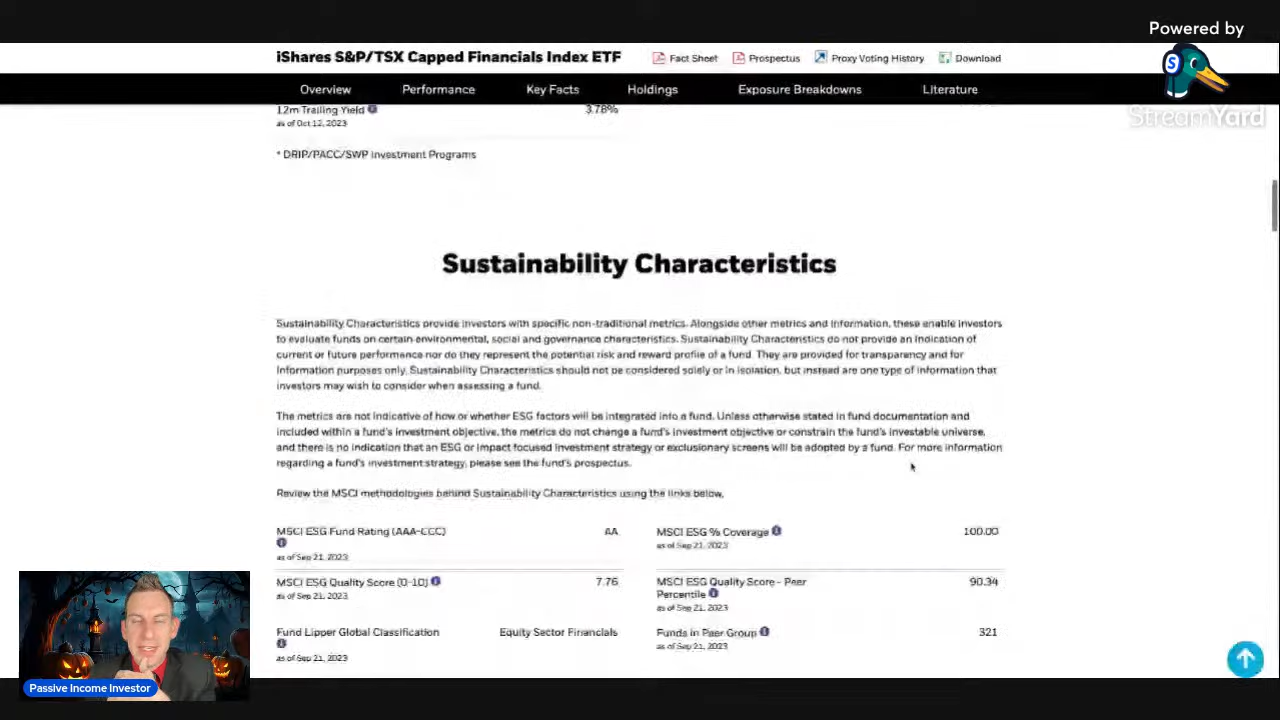 Powered by
StreamYard
iShares S&P/TSX Capped Financials Index ETF
Fact Sheet
Prospectus
Proxy Voting History
Download
Overview
Performance
Key Facts
Holdings
Exposure Breakdowns
Literature
12m Trailing Yield
3.78%
as of Oct 12, 2023
* DRIP/PACC/SWP Investment Programs
Sustainability Characteristics
Sustainability Characteristics provide investors with specific non-traditional metrics. Alongside other metrics and information, these enable investors
to evaluate funds on certain environmental, social and governance characteristics. Sustainability Characteristics do not provide an indication of
current or future performance nor do they represent the potential risk and reward profile of a fund. They are provided for transparency and for
information purposes only. Sustainability Characteristics should not be considered solely or in isolation, but instead are one type of information that
investors may wish to consider when assessing a fund.
The metrics are not indicative of how or whether ESG factors will be integrated into a fund. Unless otherwise stated in fund documentation and
included within a fund's investment objective, the metrics do not change a fund's investment objective or constrain the fund's investable universe,
and there is no indication that an ESG or impact focused investment strategy or exclusionary screens will be adopted by a fund. For more information
regarding a fund's investment strategy, please see the fund's prospectus.
Review the MSCI methodologies behind Sustainability Characteristics using the links below.
MSCI ESG Fund Rating (AAA-CCC)
AA
as of Sep 21, 2023
MSCI ESG % Coverage
100.00
as of Sep 21, 2023
MSCI ESG Quality Score (0-10)
7.76
as of Sep 21, 2023
MSCI ESG Quality Score - Peer
Percentile
90.34
as of Sep 21, 2023
Fund Lipper Global Classification
Equity Sector Financials
as of Sep 21, 2023
Funds in Peer Group
321
as of Sep 21, 2023
Passive Income Investor